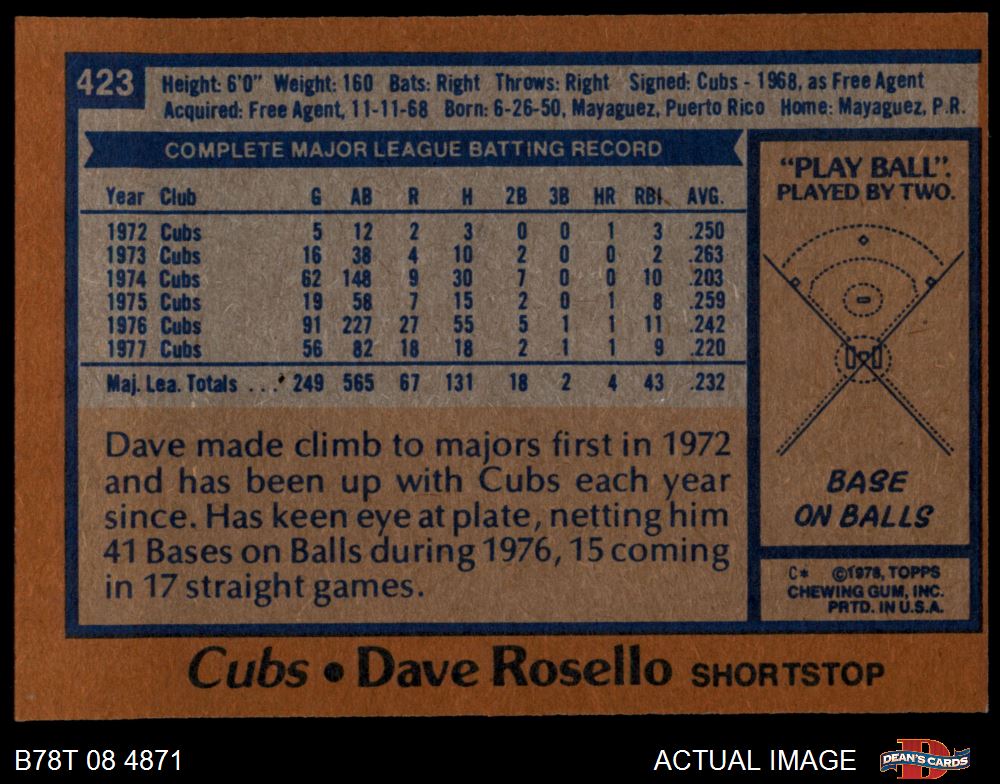 423
Height: 6'0" Weight: 160 Bats: Right Throws: Right Signed: Cubs - 1968, as Free Agent
Acquired: Free Agent, 11-11-68 Born: 6-26-50, Mayaguez, Puerto Rico Home: Mayaguez, P.R.
COMPLETE MAJOR LEAGUE BATTING RECORD
Year Club G AB R H 2B 3B HR RBI AVG.
1972 Cubs 5 12 2 3 0 0 1 3 .250
1973 Cubs 16 38 4 10 2 0 0 2 .263
1974 Cubs 62 148 9 30 7 0 0 10 .203
1975 Cubs 19 58 7 15 2 0 1 8 .259
1976 Cubs 91 227 27 55 5 1 1 11 .242
1977 Cubs 56 82 18 18 2 1 1 9 .220
Maj. Lea. Totals ... 249 565 67 131 18 2 4 43 .232
Dave made climb to majors first in 1972
and has been up with Cubs each year
since. Has keen eye at plate, netting him
41 Bases on Balls during 1976, 15 coming
in 17 straight games.
"PLAY BALL".
PLAYED BY TWO.
BASE
ON BALLS
C* ©1978, TOPPS
CHEWING GUM, INC.
PRTD. IN U.S.A.
Cubs • Dave Rosello SHORTSTOP
B78T 08 4871
ACTUAL IMAGE
DEAN'S CARDS